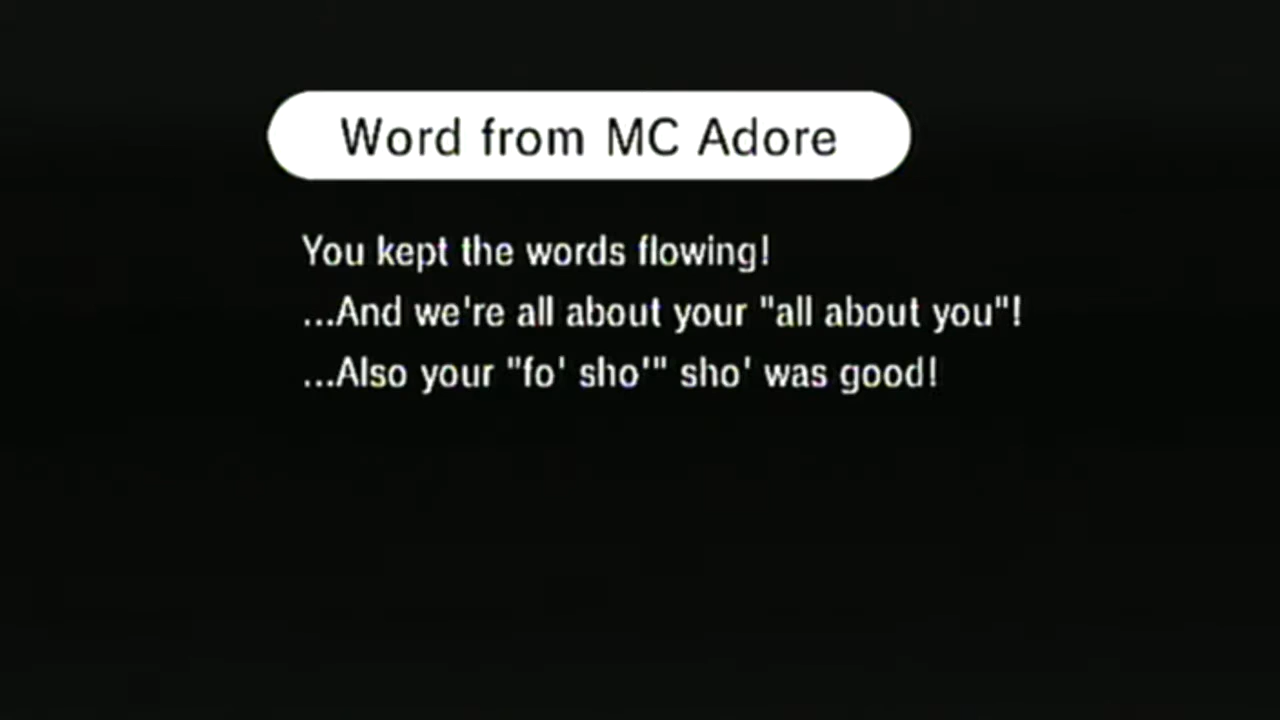 Word from MC Adore
You kept the words flowing!
...And we're all about your "all about you"!
...Also your "fo' sho'" sho' was good!